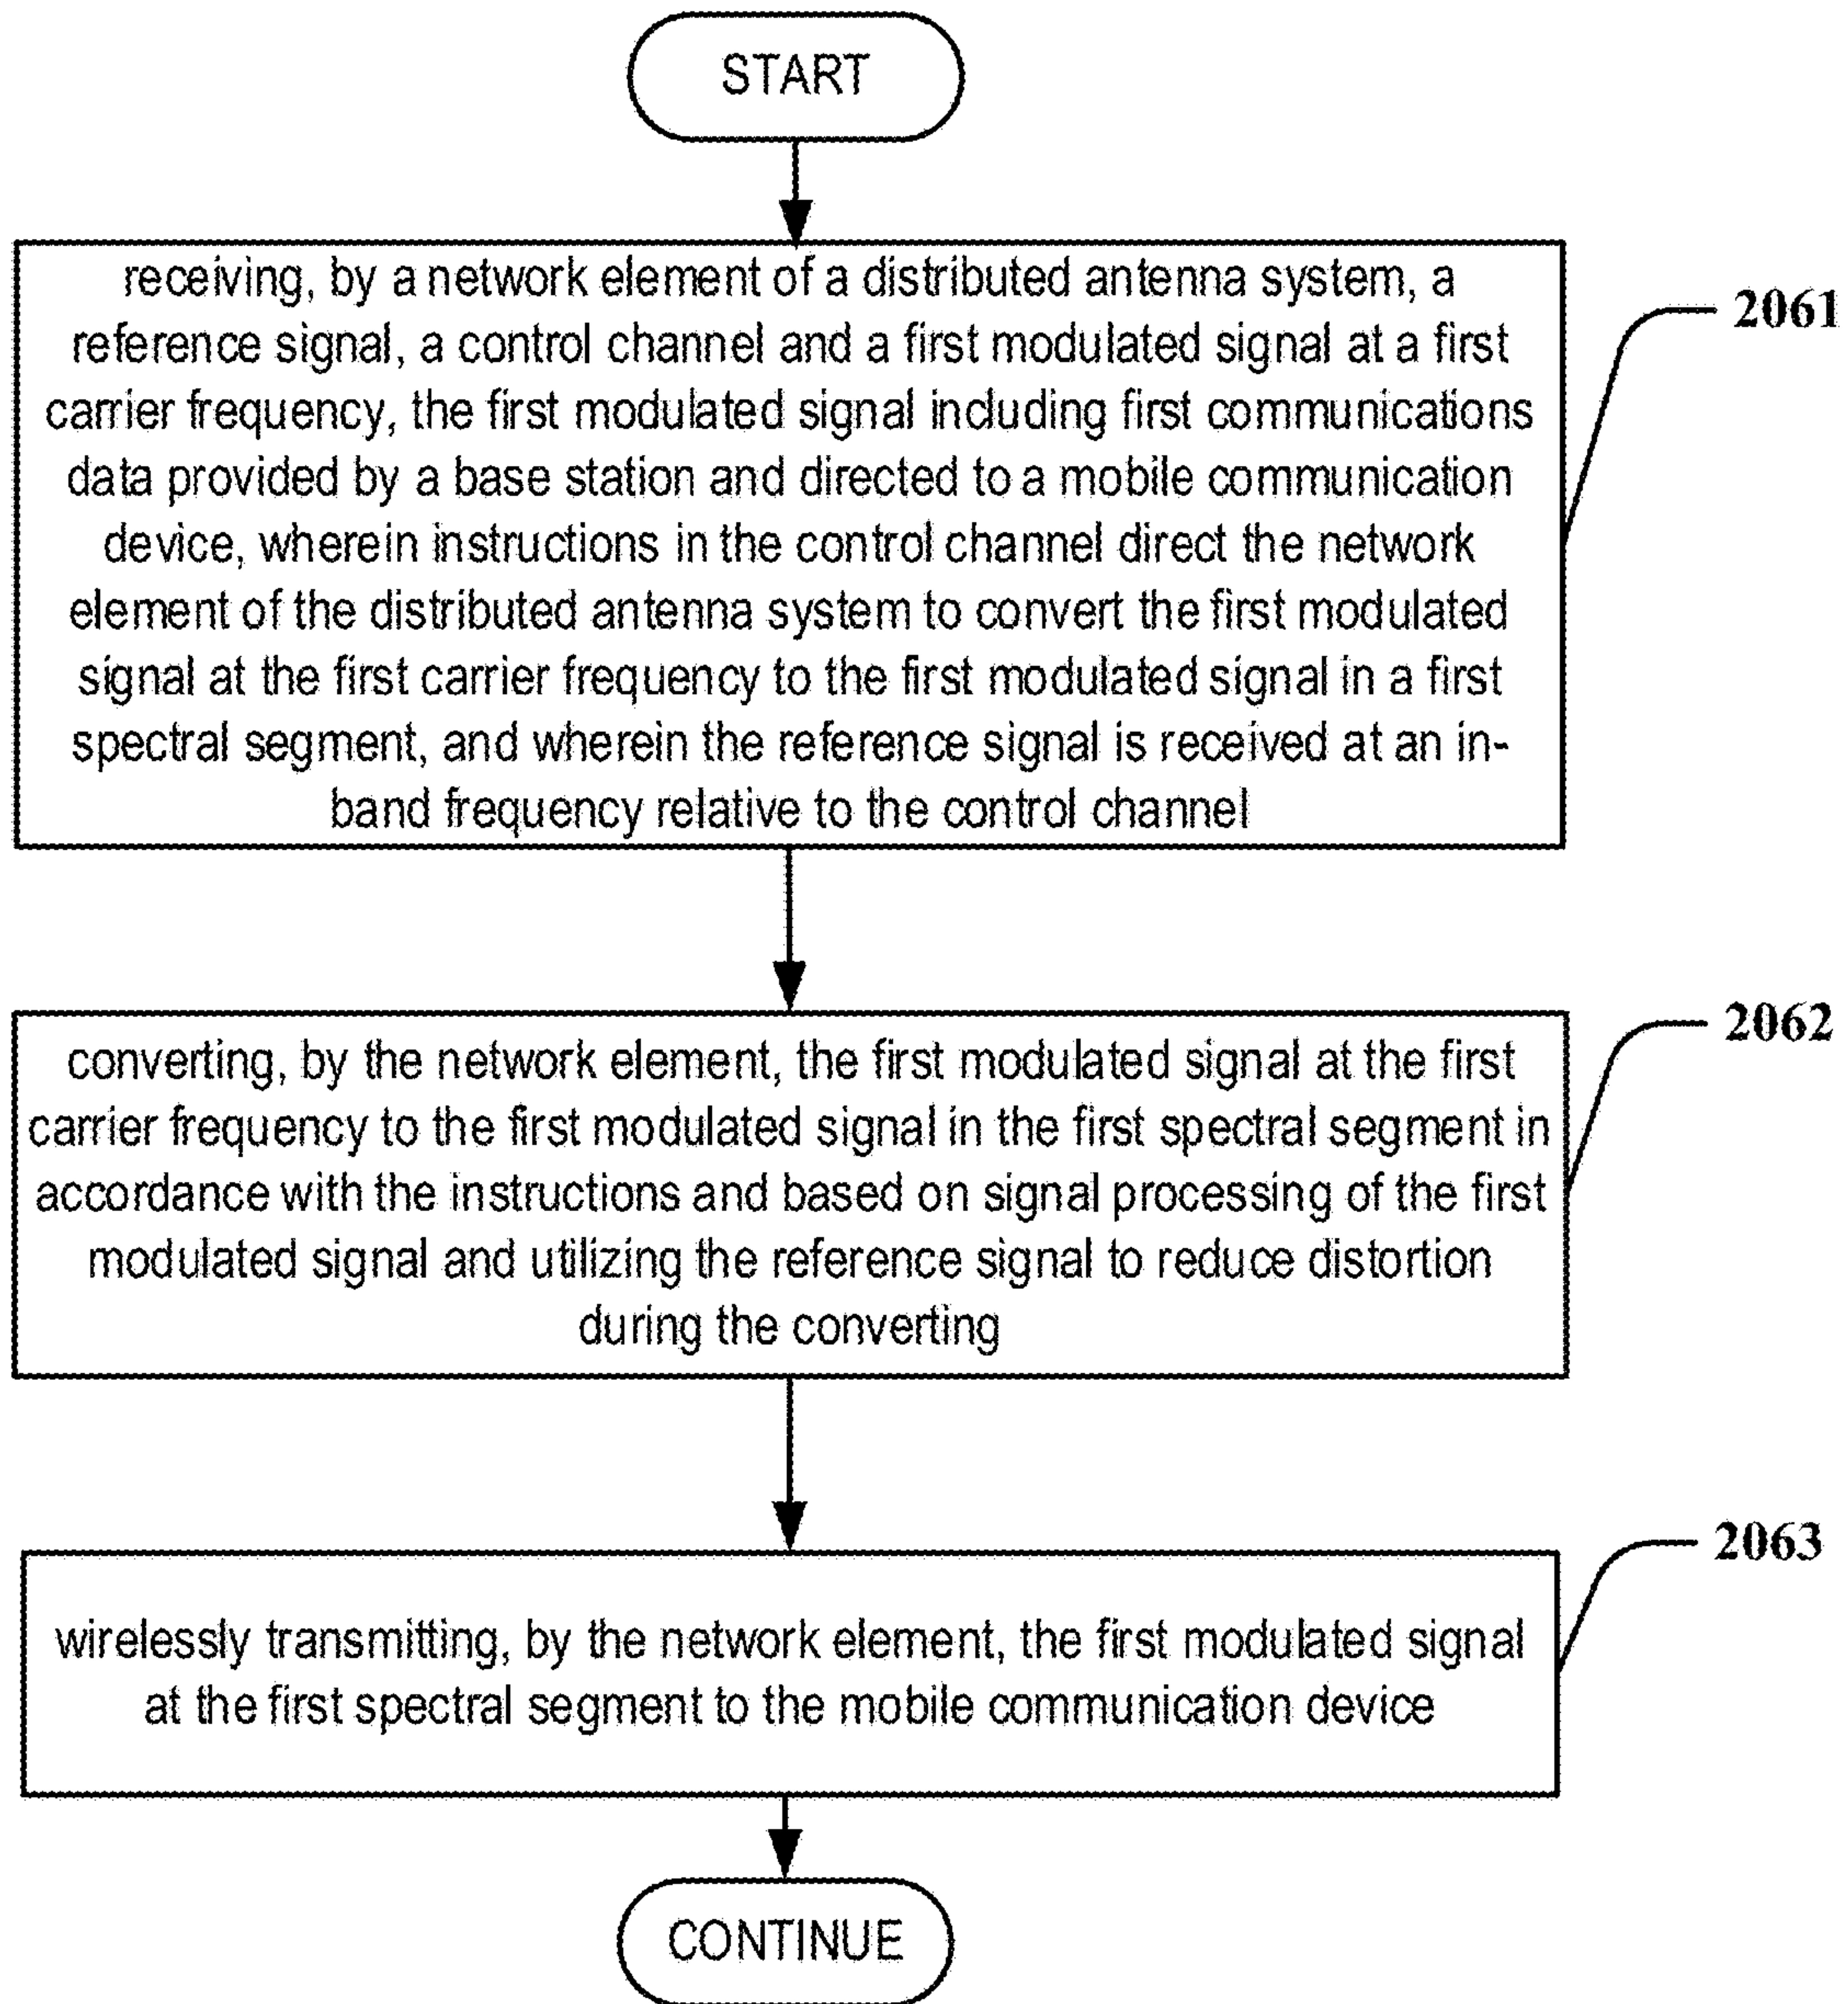 START
receiving, by a network element of a distributed antenna system, a
reference signal, a control channel and a first modulated signal at a first
carrier frequency, the first modulated signal including first communications
data provided by a base station and directed to a mobile communication
device, wherein instructions in the control channel direct the network
element of the distributed antenna system to convert the first modulated
signal at the first carrier frequency to the first modulated signal in a first
spectral segment, and wherein the reference signal is received at an in-
band frequency relative to the control channel
2061
converting, by the network element, the first modulated signal at the first
carrier frequency to the first modulated signal in the first spectral segment in
accordance with the instructions and based on signal processing of the first
modulated signal and utilizing the reference signal to reduce distortion
during the converting
2062
wirelessly transmitting, by the network element, the first modulated signal
at the first spectral segment to the mobile communication device
2063
CONTINUE